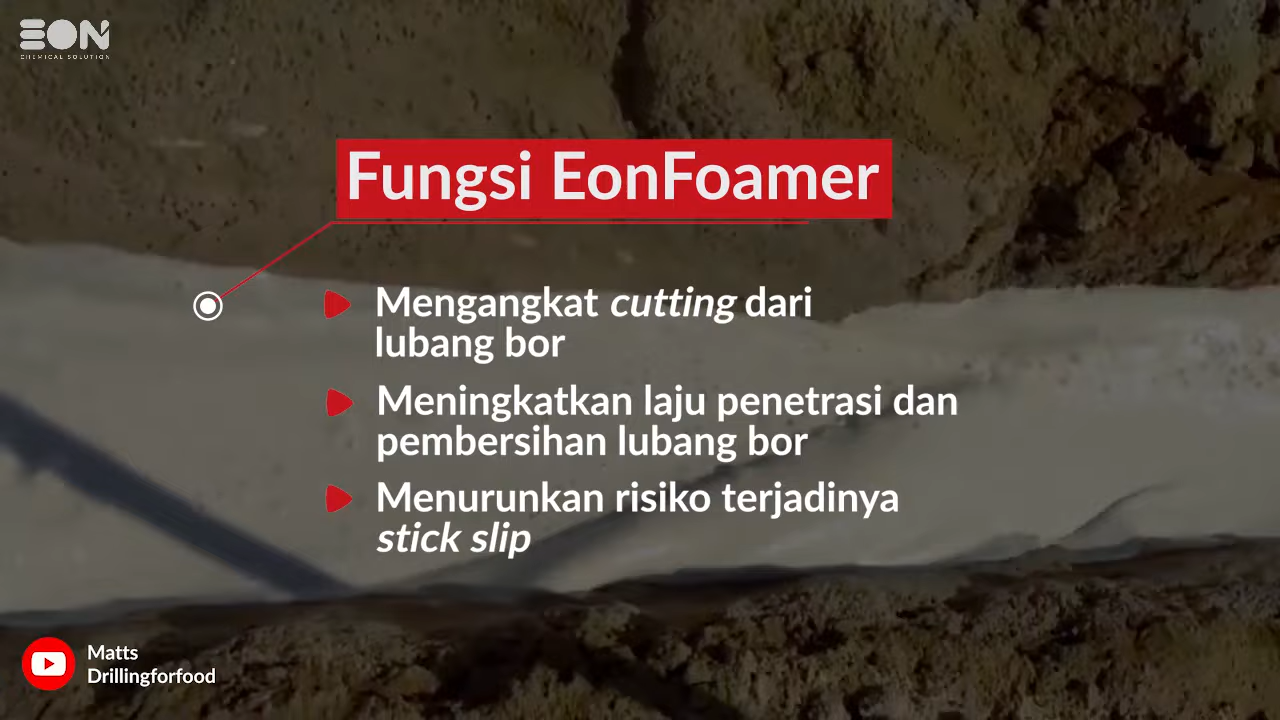 EON
CHEMICAL SOLUTION
Fungsi EonFoamer
Mengangkat cutting dari
lubang bor
Meningkatkan laju penetrasi dan
pembersihan lubang bor
Menurunkan risiko terjadinya
stick slip
Matts
Drillingforfood